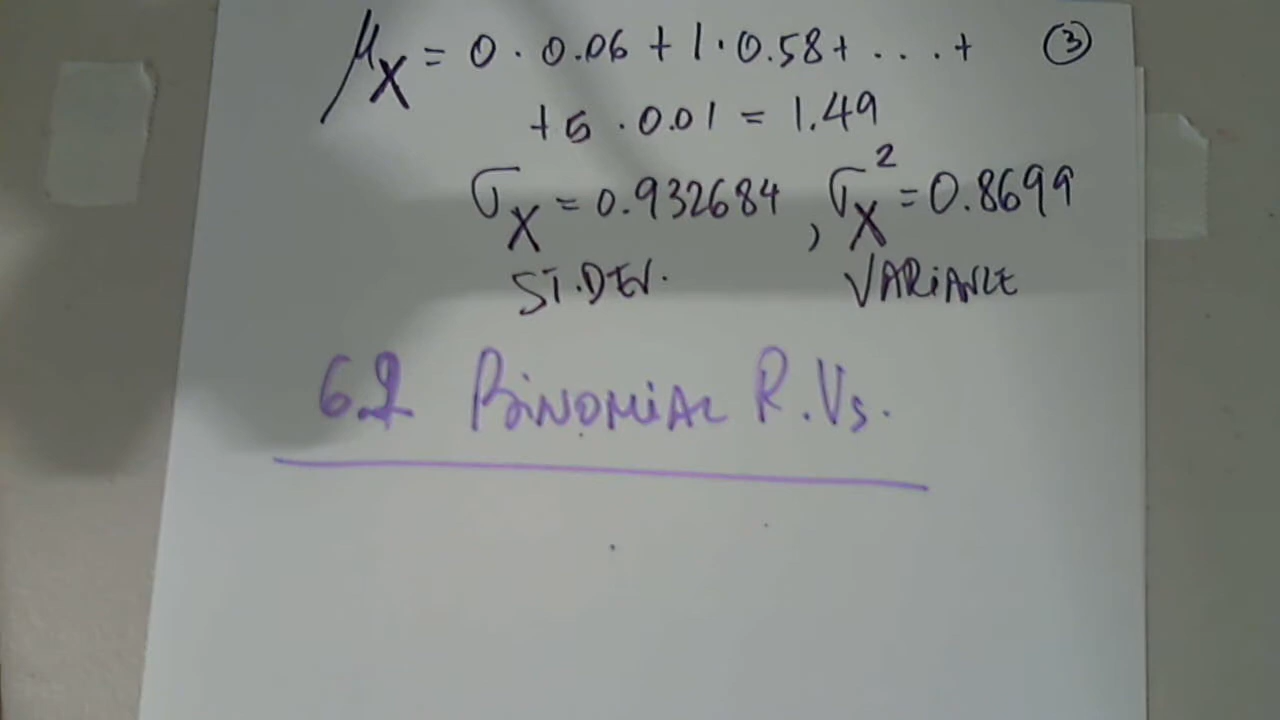 μX = 0 · 0.06 + 1 · 0.58 + . . . + ③
+ 5 · 0.01 = 1.49
σX = 0.932684 , σX² = 0.8699
ST.DEV. VARIANCE
6.2 BINOMIAL R.Vs.